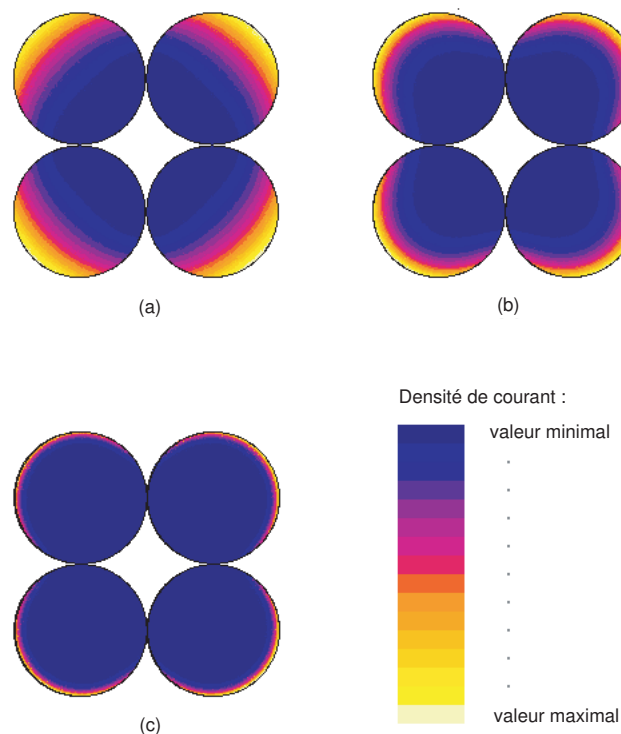 (a)
(b)
Densité de courant :
valeur minimal
valeur maximal
(c)